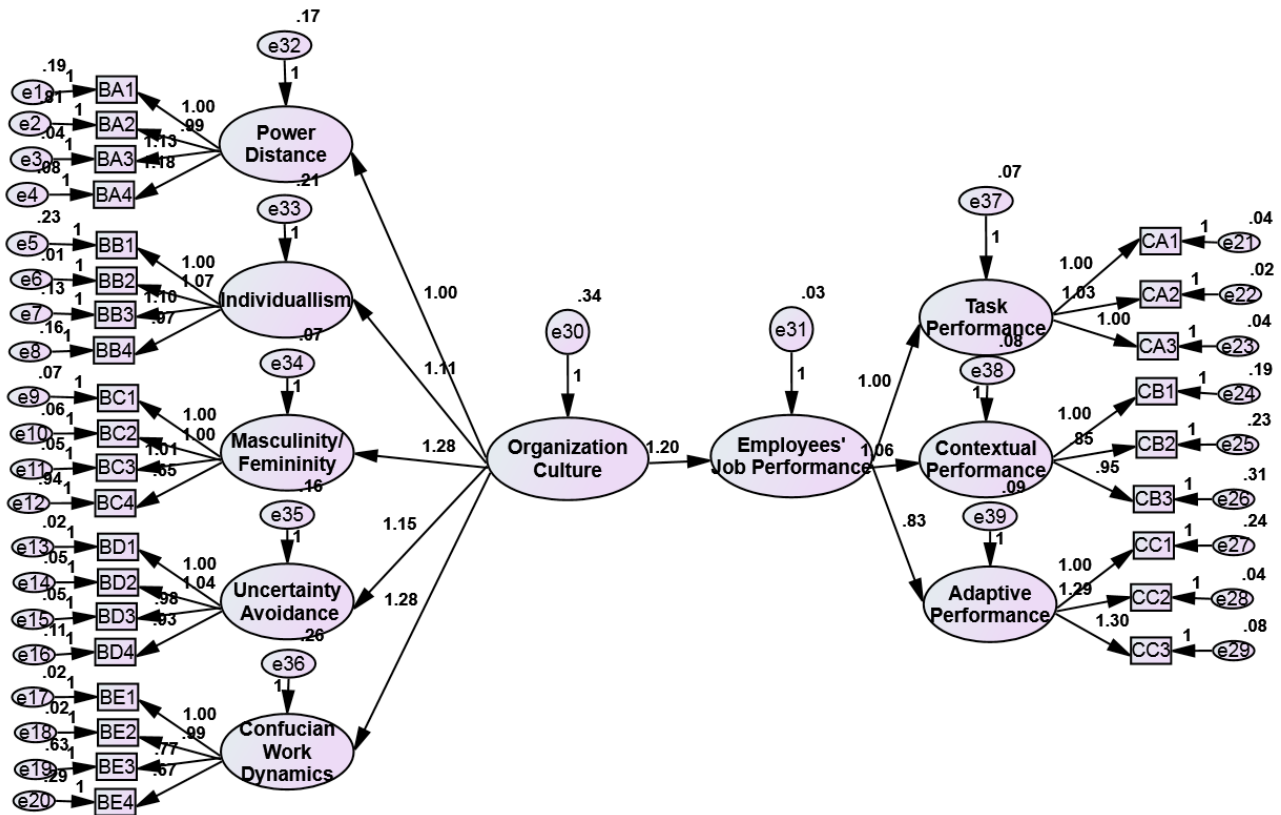 .17
e32
1
.19
e1
1
BA1
1.00
.81
e2
1
BA2
.99
.04
e3
1
BA3
1.13
.08
e4
1
BA4
1.18
Power
Distance
.21
e33
1
.23
e5
1
BB1
1.00
.01
e6
1
BB2
1.07
.13
e7
1
BB3
1.10
.16
e8
1
BB4
.97
Individuallism
.07
e34
1
.07
e9
1
BC1
1.00
.06
e10
1
BC2
1.00
.05
e11
1
BC3
1.01
.94
e12
1
BC4
.65
Masculinity/
Femininity
.16
e35
1
.02
e13
1
BD1
1.00
.05
e14
1
BD2
1.04
.05
e15
1
BD3
.98
.11
e16
1
BD4
.93
Uncertainty
Avoidance
.26
e36
1
.02
e17
1
BE1
1.00
.02
e18
1
BE2
.99
.63
e19
1
BE3
.77
.29
e20
1
BE4
.67
Confucian
Work
Dynamics
1.00
1.11
1.28
1.15
1.28
.34
e30
1
Organization
Culture
1.20
.03
e31
1
Employees'
Job Performance
1.00
1.06
.83
.07
e37
1
Task
Performance
1.00
CA1
1
.04
e21
1.03
CA2
1
.02
e22
1.00
CA3
1
.04
e23
.08
e38
1
Contextual
Performance
1.00
CB1
1
.19
e24
.85
CB2
1
.23
e25
.95
CB3
1
.31
e26
.09
e39
1
Adaptive
Performance
1.00
CC1
1
.24
e27
1.29
CC2
1
.04
e28
1.30
CC3
1
.08
e29